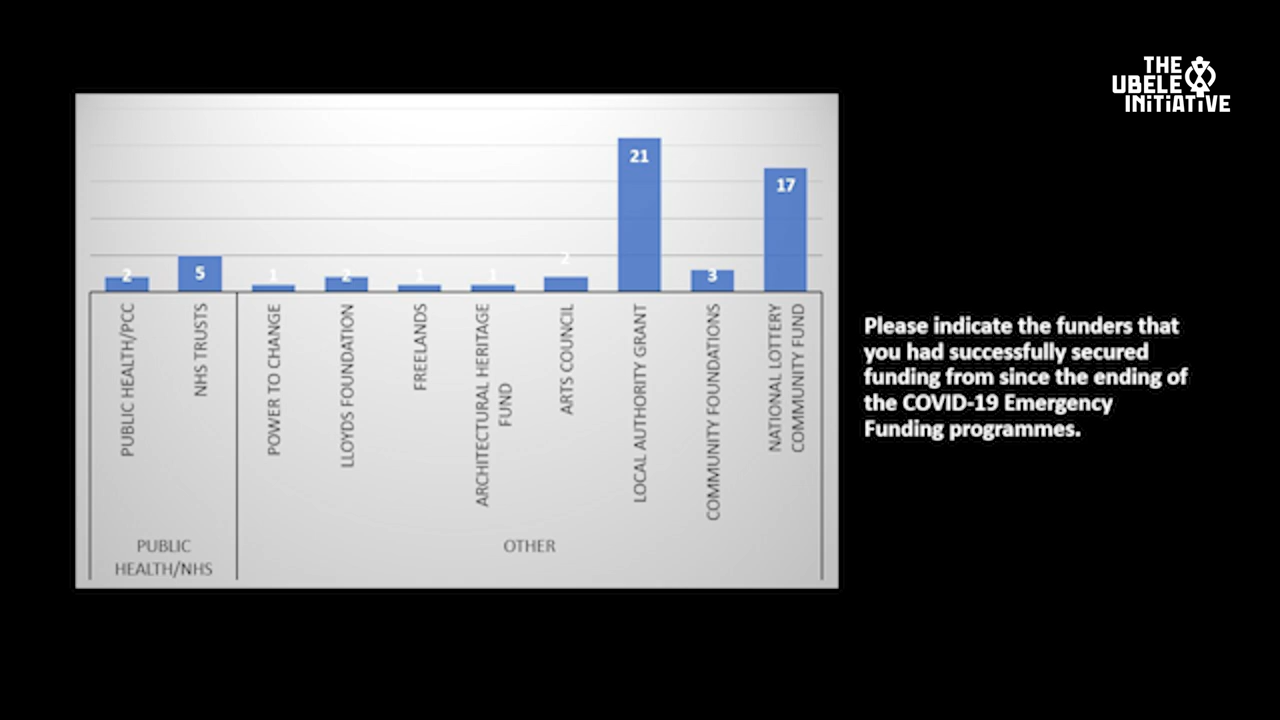 THE
UBELE
INITIATIVE
2
5
1
2
1
1
2
21
3
17
PUBLIC HEALTH/PCC
NHS TRUSTS
POWER TO CHANGE
LLOYDS FOUNDATION
FREELANDS
ARCHITECTURAL HERITAGE
FUND
ARTS COUNCIL
LOCAL AUTHORITY GRANT
COMMUNITY FOUNDATIONS
NATIONAL LOTTERY
COMMUNITY FUND
PUBLIC
HEALTH/NHS
OTHER
Please indicate the funders that
you had successfully secured
funding from since the ending of
the COVID-19 Emergency
Funding programmes.